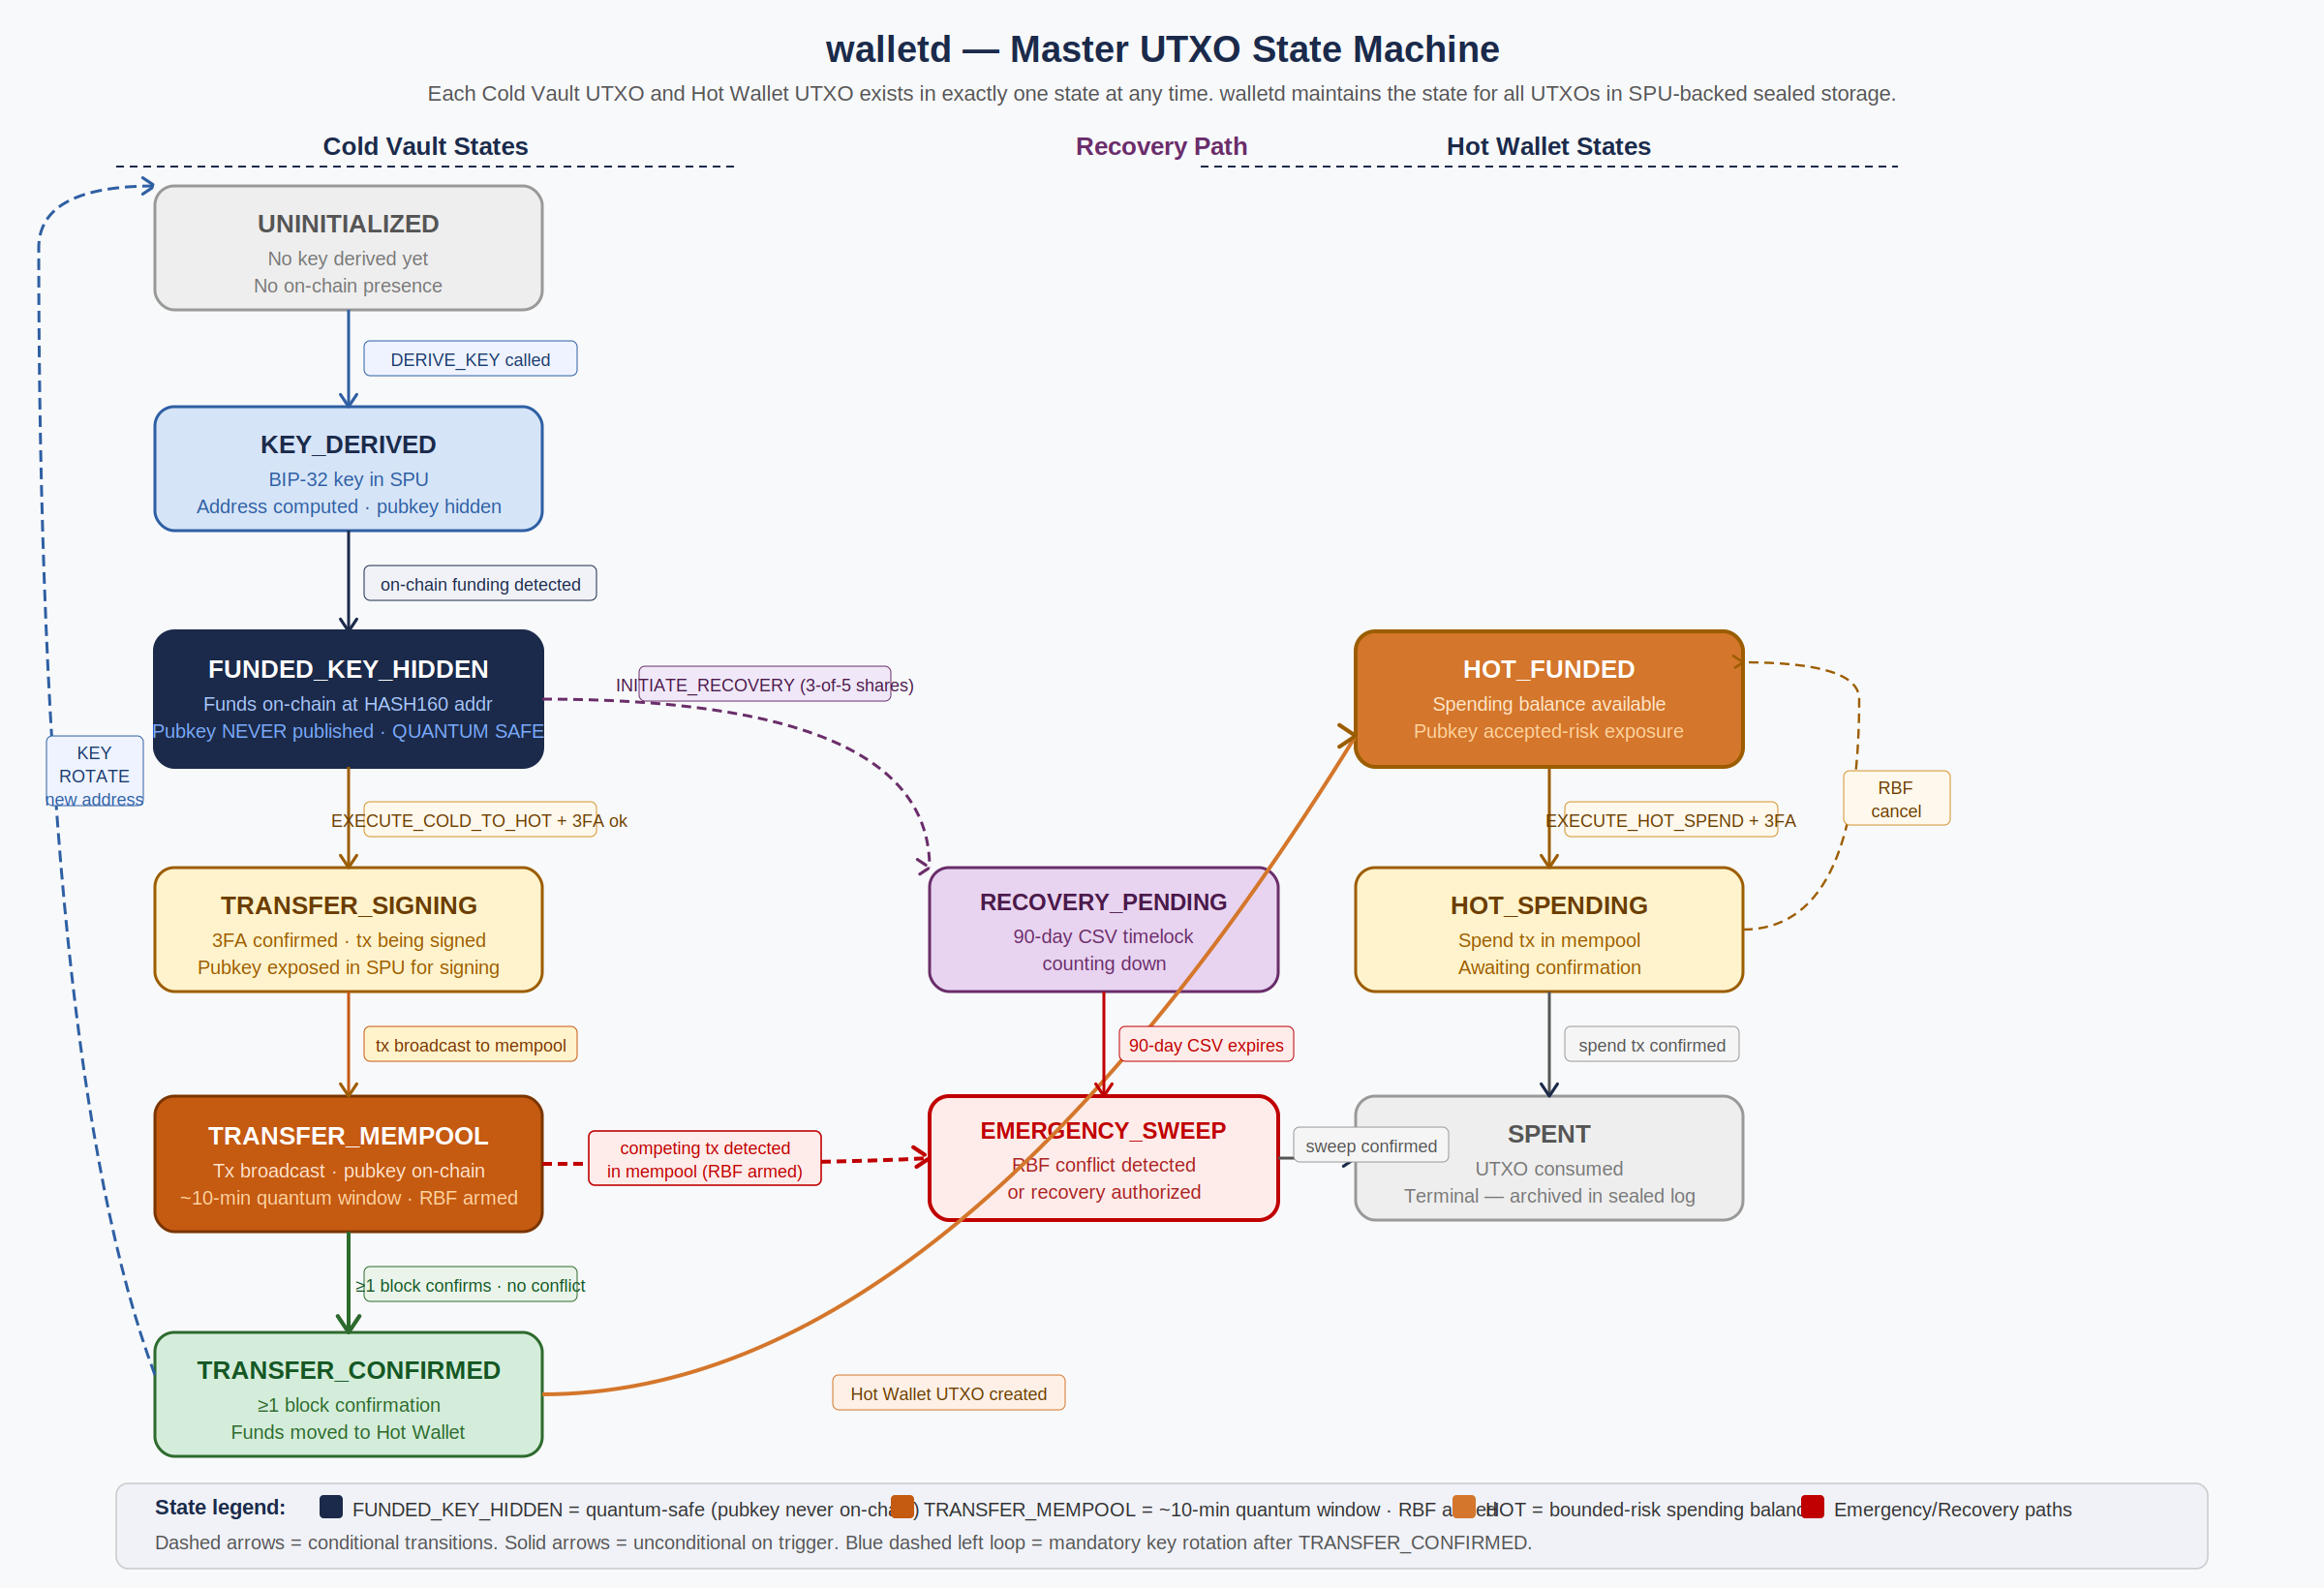 walletd — Master UTXO State Machine
Each Cold Vault UTXO and Hot Wallet UTXO exists in exactly one state at any time. walletd maintains the state for all UTXOs in SPU-backed sealed storage.
Cold Vault States
Recovery Path
Hot Wallet States
UNINITIALIZED
No key derived yet
No on-chain presence
DERIVE_KEY called
KEY_DERIVED
BIP-32 key in SPU
Address computed · pubkey hidden
on-chain funding detected
FUNDED_KEY_HIDDEN
Funds on-chain at HASH160 addr
Pubkey NEVER published · QUANTUM SAFE
INITIATE_RECOVERY (3-of-5 shares)
HOT_FUNDED
Spending balance available
Pubkey accepted-risk exposure
KEY
ROTATE
new address
EXECUTE_COLD_TO_HOT + 3FA ok
EXECUTE_HOT_SPEND + 3FA
RBF
cancel
TRANSFER_SIGNING
3FA confirmed · tx being signed
Pubkey exposed in SPU for signing
RECOVERY_PENDING
90-day CSV timelock
counting down
HOT_SPENDING
Spend tx in mempool
Awaiting confirmation
tx broadcast to mempool
90-day CSV expires
spend tx confirmed
TRANSFER_MEMPOOL
Tx broadcast · pubkey on-chain
~10-min quantum window · RBF armed
competing tx detected
in mempool (RBF armed)
EMERGENCY_SWEEP
RBF conflict detected
or recovery authorized
sweep confirmed
SPENT
UTXO consumed
Terminal — archived in sealed log
≥1 block confirms · no conflict
TRANSFER_CONFIRMED
≥1 block confirmation
Funds moved to Hot Wallet
Hot Wallet UTXO created
State legend: FUNDED_KEY_HIDDEN = quantum-safe (pubkey never on-chain) TRANSFER_MEMPOOL = ~10-min quantum window · RBF armed HOT = bounded-risk spending balance Emergency/Recovery paths
Dashed arrows = conditional transitions. Solid arrows = unconditional on trigger. Blue dashed left loop = mandatory key rotation after TRANSFER_CONFIRMED.